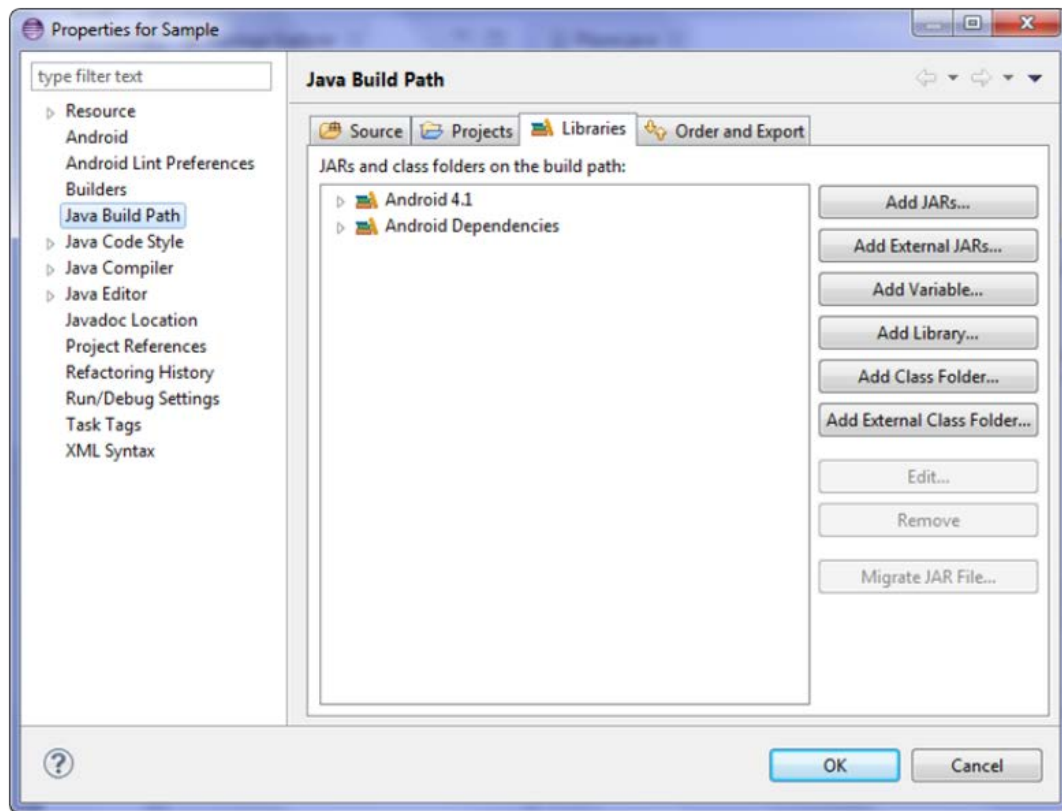 Properties for Sample
type filter text
Resource
Android
Android Lint Preferences
Builders
Java Build Path
Java Code Style
Java Compiler
Java Editor
Javadoc Location
Project References
Refactoring History
Run/Debug Settings
Task Tags
XML Syntax
Java Build Path
Source Projects Libraries Order and Export
JARs and class folders on the build path:
Android 4.1
Android Dependencies
Add JARs...
Add External JARs...
Add Variable...
Add Library...
Add Class Folder...
Add External Class Folder...
Edit...
Remove
Migrate JAR File...
OK Cancel